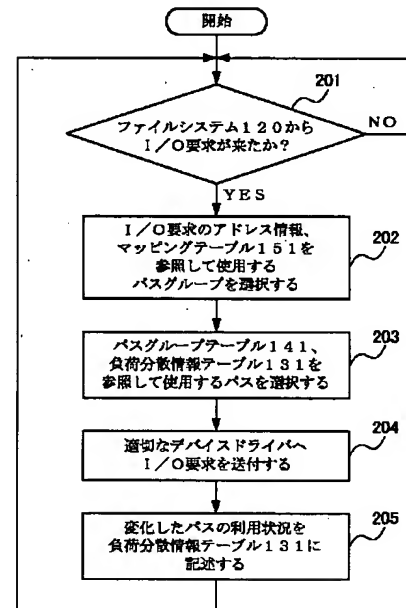 開始
201
ファイルシステム１２０から
Ｉ／Ｏ要求が来たか？
NO
YES
Ｉ／Ｏ要求のアドレス情報、
マッピングテーブル１５１を
参照して使用する
パスグループを選択する
202
パスグループテーブル１４１、
負荷分散情報テーブル１３１を
参照して使用するパスを選択する
203
適切なデバイスドライバへ
Ｉ／Ｏ要求を送付する
204
変化したパスの利用状況を
負荷分散情報テーブル１３１に
記述する
205